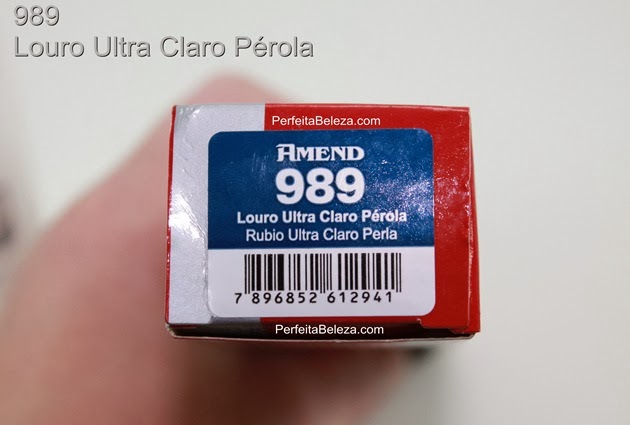 989
Louro Ultra Claro Pérola
PerfeitaBeleza.com
AMEND
989
Louro Ultra Claro Pérola
Rubio Ultra Claro Perla
7 896852 612941
PerfeitaBeleza.com